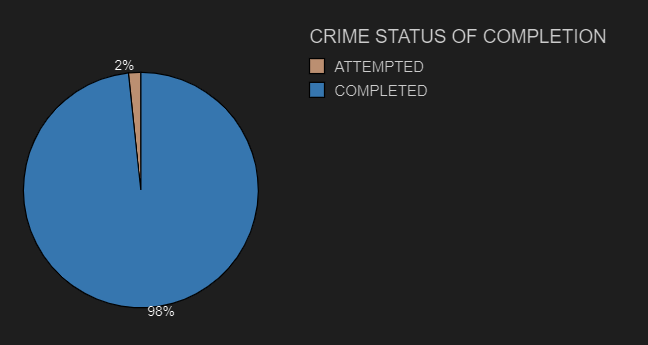 CRIME STATUS OF COMPLETION
ATTEMPTED
COMPLETED
2%
98%